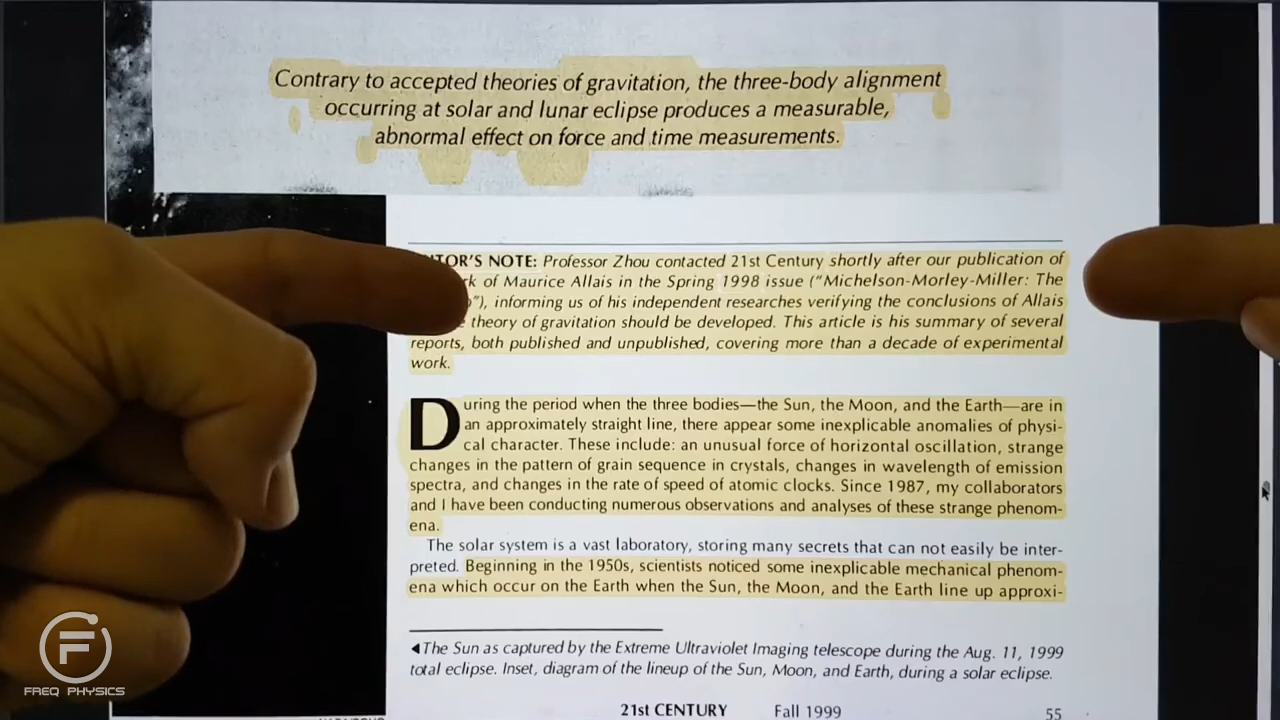 Contrary to accepted theories of gravitation, the three-body alignment
occurring at solar and lunar eclipse produces a measurable,
abnormal effect on force and time measurements.
TOR'S NOTE: Professor Zhou contacted 21st Century shortly after our publication of
of Maurice Allais in the Spring 1998 issue ("Michelson-Morley-Miller: The
"), informing us of his independent researches verifying the conclusions of Allais
theory of gravitation should be developed. This article is his summary of several
reports, both published and unpublished, covering more than a decade of experimental
work.
During the period when the three bodies—the Sun, the Moon, and the Earth—are in
an approximately straight line, there appear some inexplicable anomalies of physi-
cal character. These include: an unusual force of horizontal oscillation, strange
changes in the pattern of grain sequence in crystals, changes in wavelength of emission
spectra, and changes in the rate of speed of atomic clocks. Since 1987, my collaborators
and I have been conducting numerous observations and analyses of these strange phenom-
ena.
The solar system is a vast laboratory, storing many secrets that can not easily be inter-
preted. Beginning in the 1950s, scientists noticed some inexplicable mechanical phenom-
ena which occur on the Earth when the Sun, the Moon, and the Earth line up approxi-
◄The Sun as captured by the Extreme Ultraviolet Imaging telescope during the Aug. 11, 1999
total eclipse. Inset, diagram of the lineup of the Sun, Moon, and Earth, during a solar eclipse.
21st CENTURY Fall 1999 55
FREQ PHYSICS